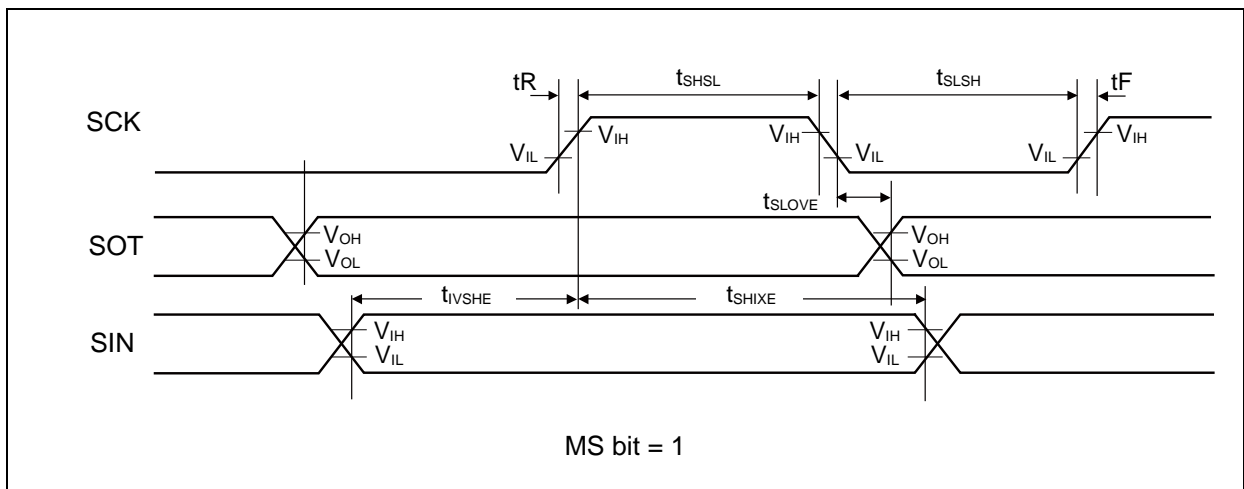 tR
tSHSL
tSLSH
tF
SCK
VIH
VIH
VIH
VIL
VIL
VIL
tSLOVE
SOT
VOH
VOH
VOL
VOL
tIVSHE
tSHIXE
SIN
VIH
VIH
VIL
VIL
MS bit = 1